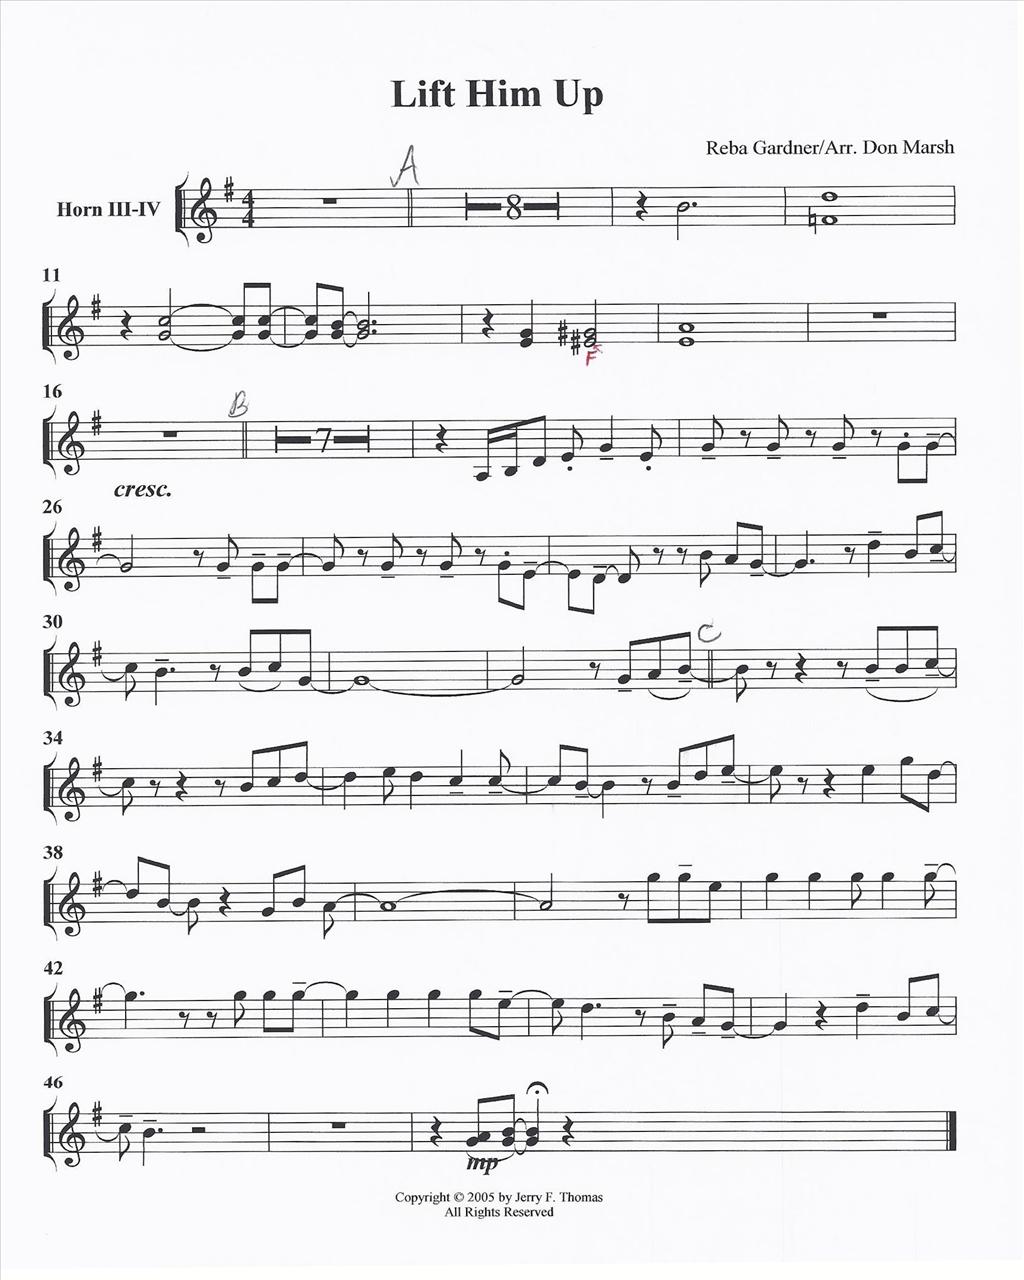 Lift Him Up
Reba Gardner/Arr. Don Marsh
A
Horn III-IV
4
4
8
11
F
16
B
7
cresc.
26
30
C
34
38
42
46
mp
Copyright © 2005 by Jerry F. Thomas
All Rights Reserved